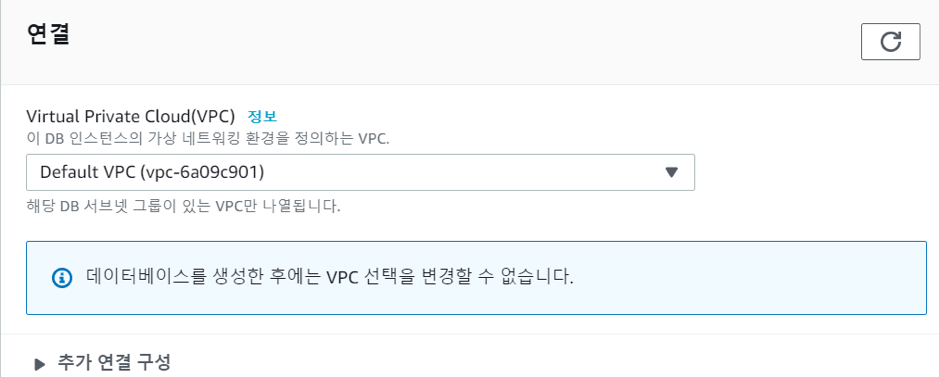 연결
Virtual Private Cloud(VPC) 정보
이 DB 인스턴스의 가상 네트워킹 환경을 정의하는 VPC.
Default VPC (vpc-6a09c901)
해당 DB 서브넷 그룹이 있는 VPC만 나열됩니다.
데이터베이스를 생성한 후에는 VPC 선택을 변경할 수 없습니다.
추가 연결 구성